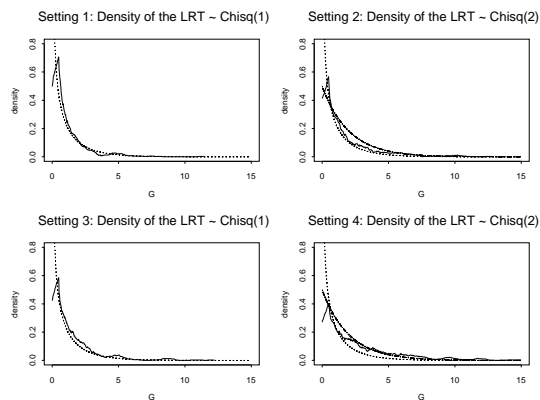 Setting 1: Density of the LRT ~ Chisq(1)
density
0.0 0.2 0.4 0.6 0.8
0 5 10 15
G
Setting 2: Density of the LRT ~ Chisq(2)
density
0.0 0.2 0.4 0.6 0.8
0 5 10 15
G
Setting 3: Density of the LRT ~ Chisq(1)
density
0.0 0.2 0.4 0.6 0.8
0 5 10 15
G
Setting 4: Density of the LRT ~ Chisq(2)
density
0.0 0.2 0.4 0.6 0.8
0 5 10 15
G